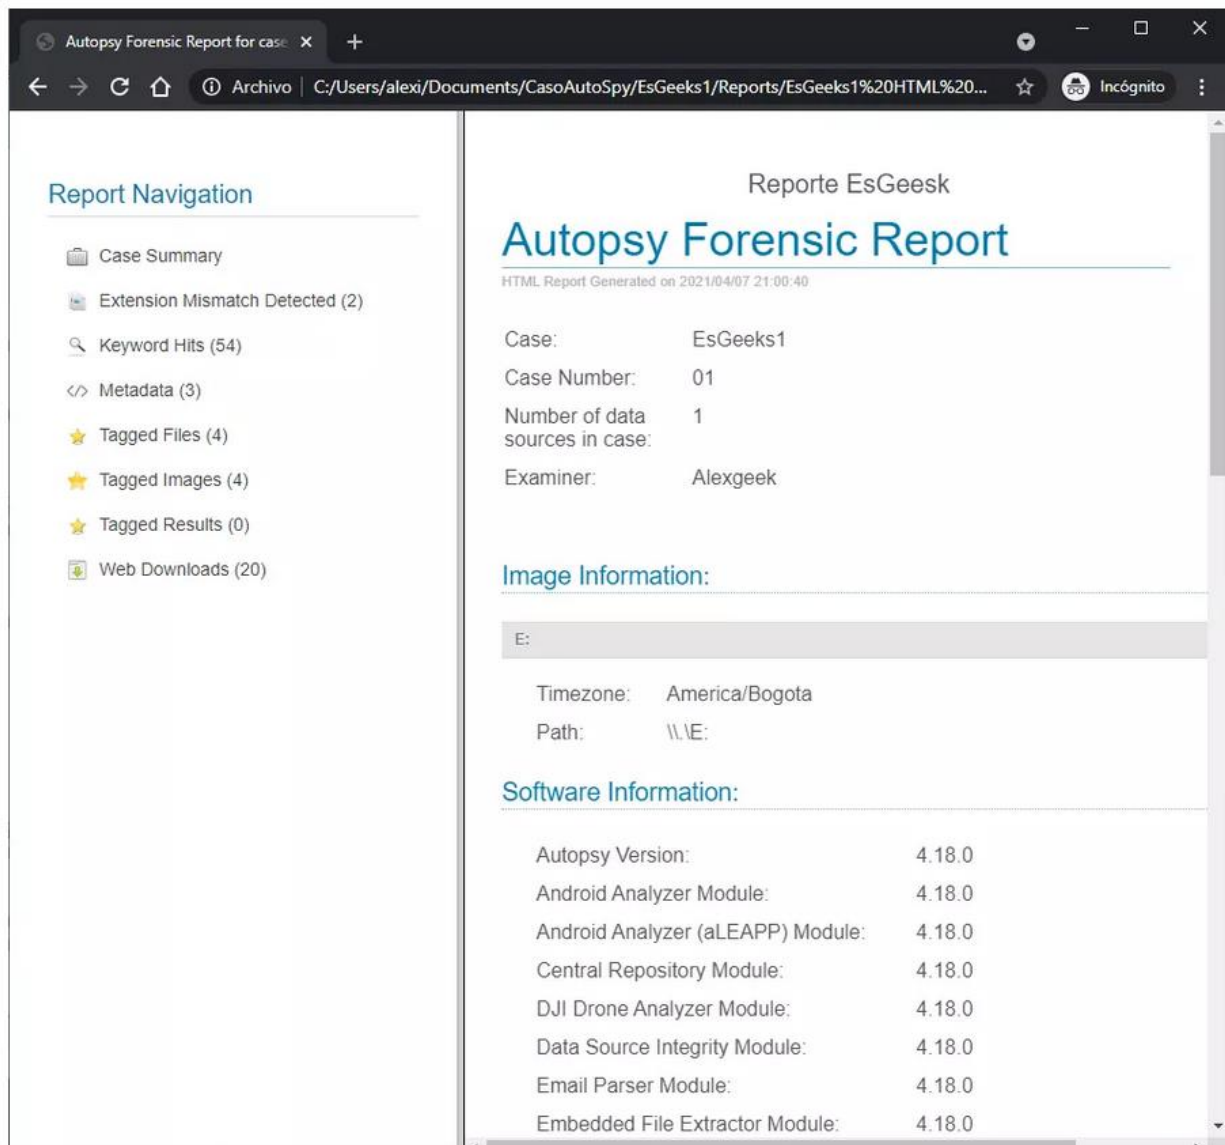 Autopsy Forensic Report for case
Archivo
C:/Users/alexi/Documents/CasoAutoSpy/EsGeeks1/Reports/EsGeeks1%20HTML%20...
Incógnito
Report Navigation
Case Summary
Extension Mismatch Detected (2)
Keyword Hits (54)
Metadata (3)
Tagged Files (4)
Tagged Images (4)
Tagged Results (0)
Web Downloads (20)
Reporte EsGeesk
Autopsy Forensic Report
HTML Report Generated on 2021/04/07 21:00:40
Case: EsGeeks1
Case Number: 01
Number of data 1
sources in case:
Examiner: Alexgeek
Image Information:
E:
Timezone: America/Bogota
Path: \\.\E:
Software Information:
Autopsy Version: 4.18.0
Android Analyzer Module: 4.18.0
Android Analyzer (aLEAPP) Module: 4.18.0
Central Repository Module: 4.18.0
DJI Drone Analyzer Module: 4.18.0
Data Source Integrity Module: 4.18.0
Email Parser Module: 4.18.0
Embedded File Extractor Module: 4.18.0